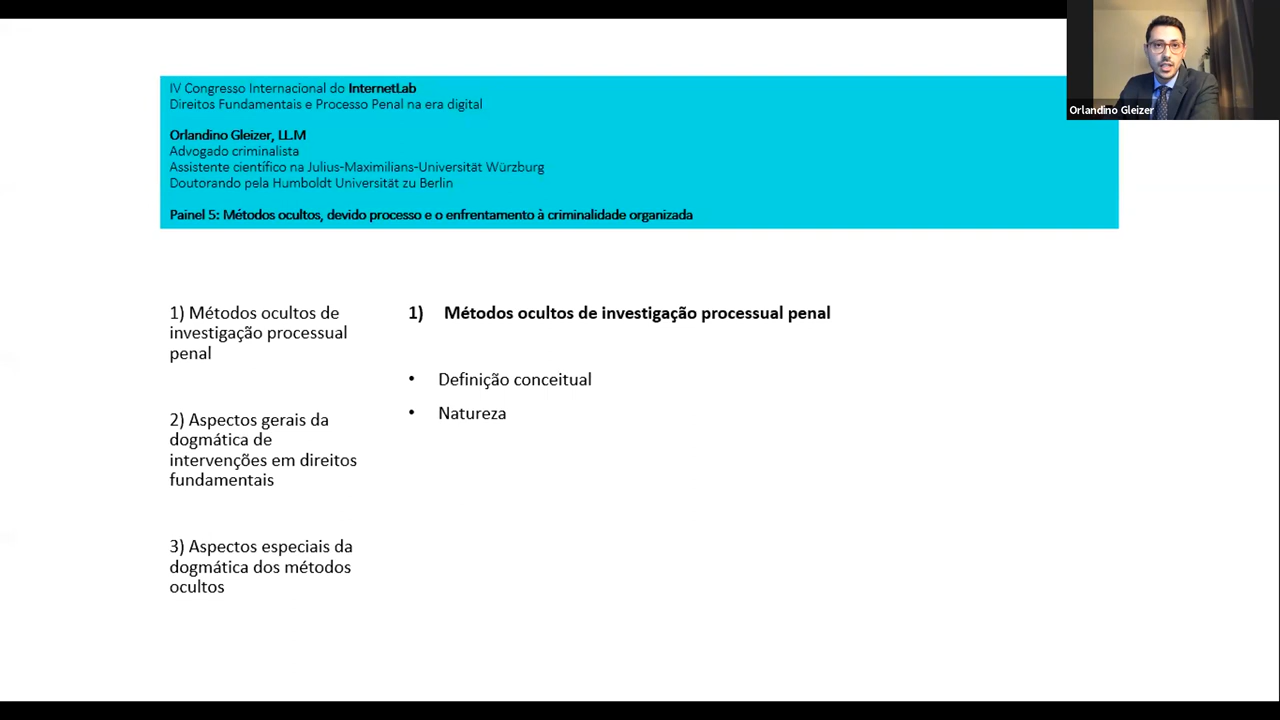 IV Congresso Internacional do InternetLab
Direitos Fundamentais e Processo Penal na era digital
Orlandino Gleizer, LL.M
Advogado criminalista
Assistente científico na Julius-Maximilians-Universität Würzburg
Doutorando pela Humboldt Universität zu Berlin
Painel 5: Métodos ocultos, devido processo e o enfrentamento à criminalidade organizada
Orlandino Gleizer
1) Métodos ocultos de
investigação processual
penal
2) Aspectos gerais da
dogmática de
intervenções em direitos
fundamentais
3) Aspectos especiais da
dogmática dos métodos
ocultos
1) Métodos ocultos de investigação processual penal
• Definição conceitual
• Natureza